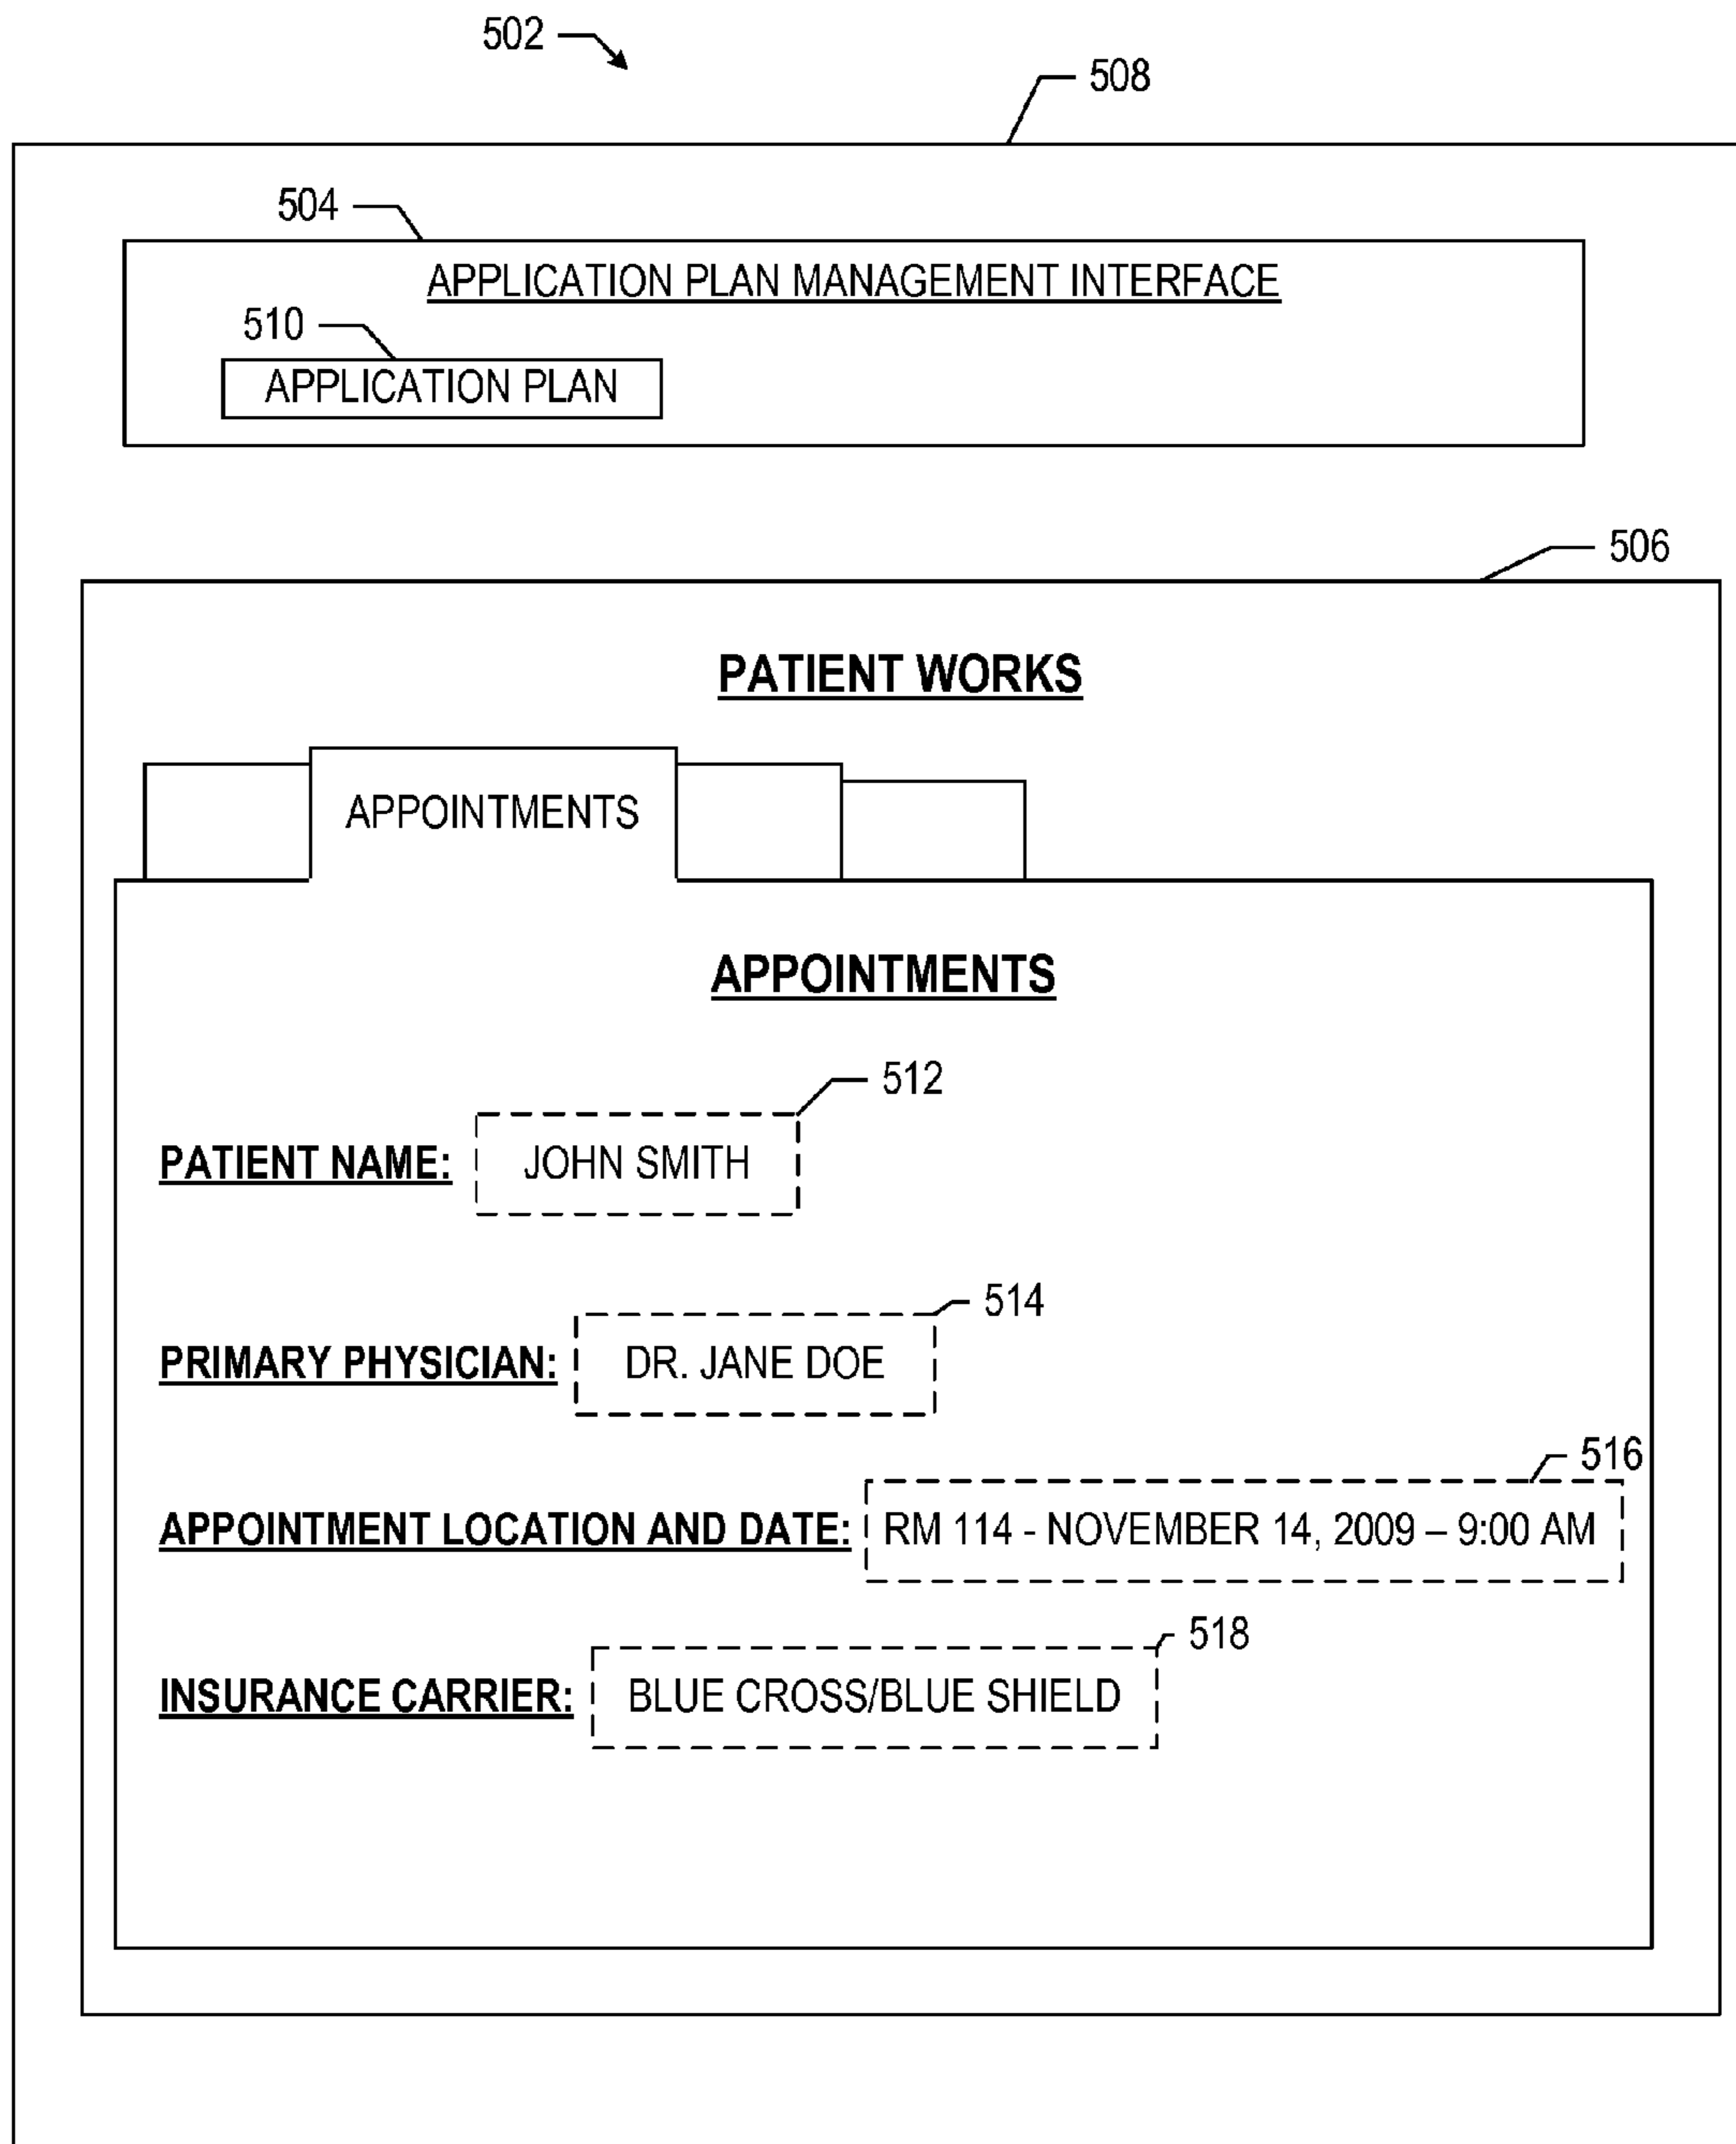 502
508
504
APPLICATION PLAN MANAGEMENT INTERFACE
510
APPLICATION PLAN
506
PATIENT WORKS
APPOINTMENTS
APPOINTMENTS
512
PATIENT NAME: JOHN SMITH
514
PRIMARY PHYSICIAN: DR. JANE DOE
516
APPOINTMENT LOCATION AND DATE: RM 114 - NOVEMBER 14, 2009 – 9:00 AM
518
INSURANCE CARRIER: BLUE CROSS/BLUE SHIELD